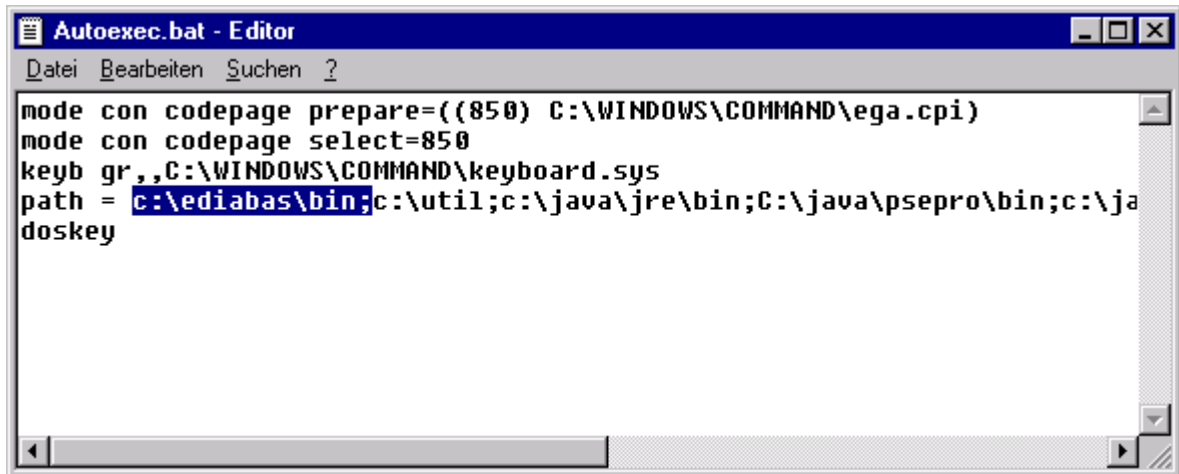 Autoexec.bat - Editor
Datei Bearbeiten Suchen ?
mode con codepage prepare=((850) C:\WINDOWS\COMMAND\ega.cpi)
mode con codepage select=850
keyb gr,,C:\WINDOWS\COMMAND\keyboard.sys
path = c:\ediabas\bin;c:\util;c:\java\jre\bin;C:\java\psepro\bin;c:\ja
doskey